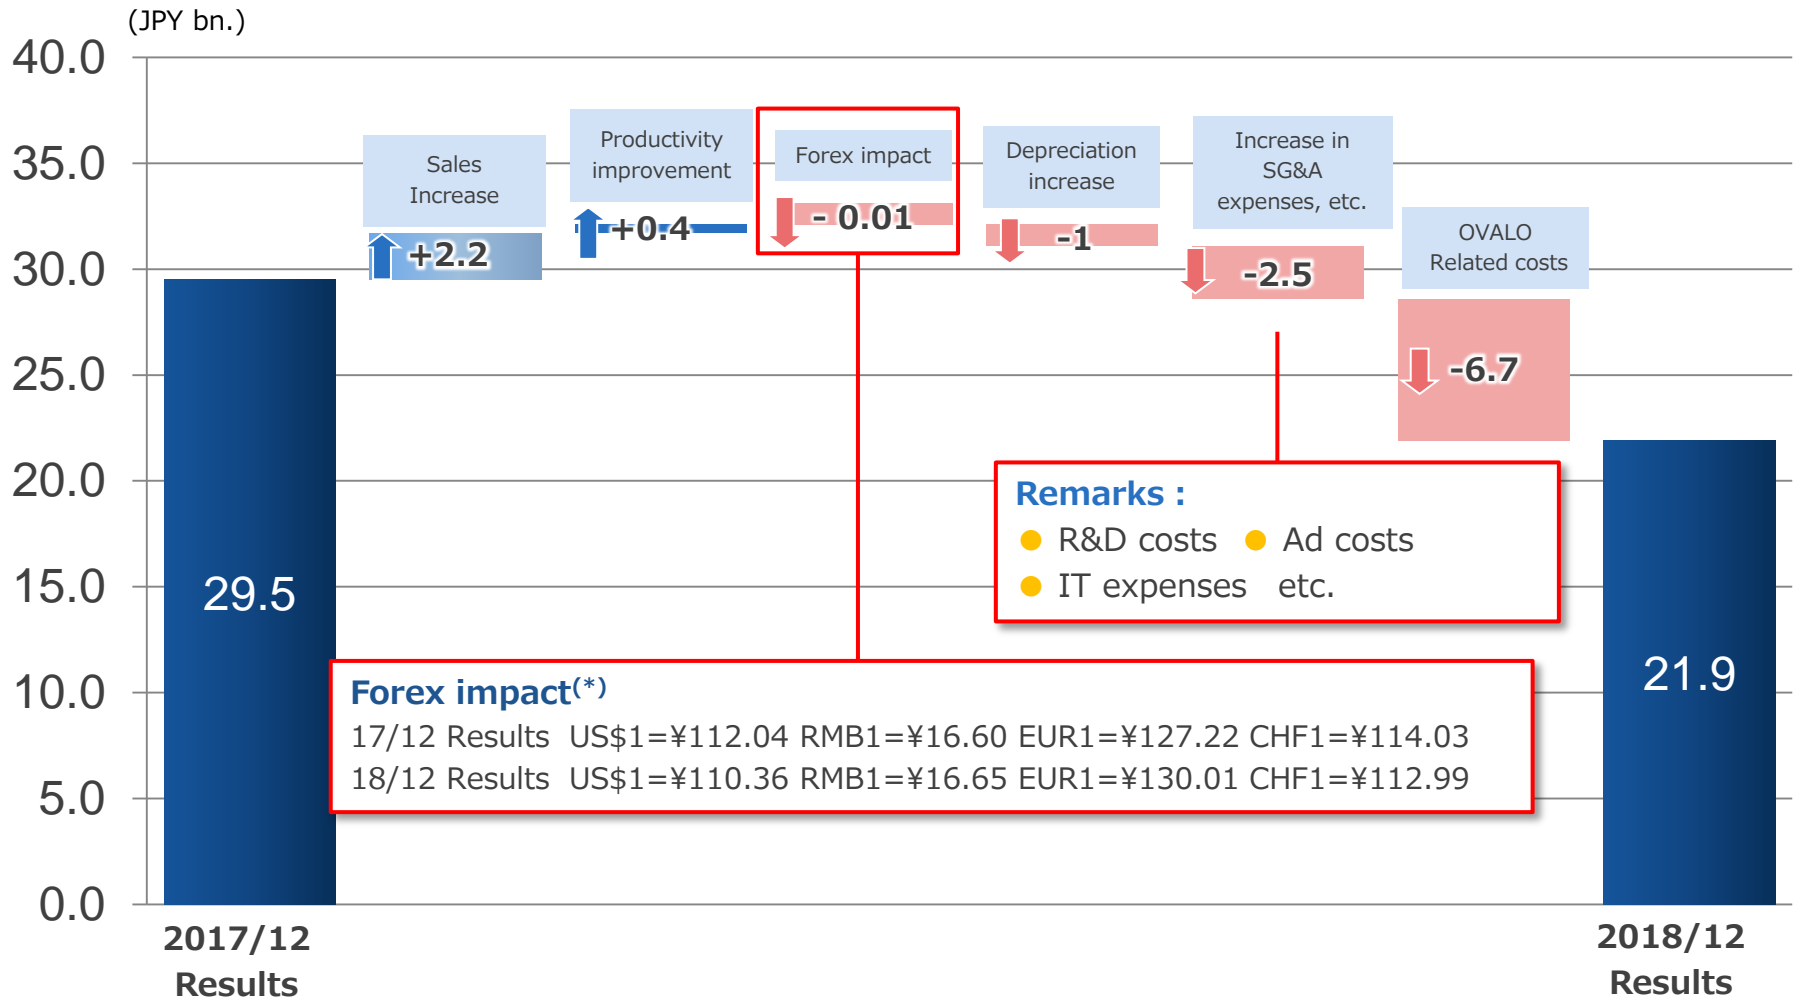 (JPY bn.)
40.0
35.0
30.0
25.0
20.0
15.0
10.0
5.0
0.0
Sales
Increase
+2.2
Productivity
improvement
+0.4
Forex impact
- 0.01
Depreciation
increase
-1
Increase in
SG&A
expenses, etc.
-2.5
OVALO
Related costs
-6.7
29.5
21.9
Remarks :
● R&D costs ● Ad costs
● IT expenses etc.
Forex impact(*)
17/12 Results US$1=¥112.04 RMB1=¥16.60 EUR1=¥127.22 CHF1=¥114.03
18/12 Results US$1=¥110.36 RMB1=¥16.65 EUR1=¥130.01 CHF1=¥112.99
2017/12
Results
2018/12
Results